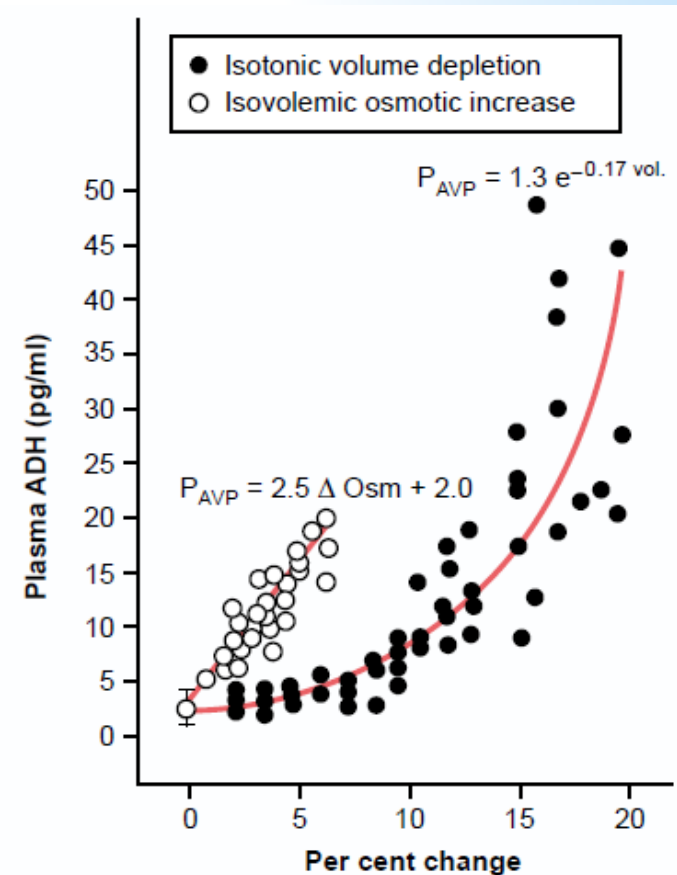 Isotonic volume depletion
Isovolemic osmotic increase
P_AVP = 1.3 e^−0.17 vol.
P_AVP = 2.5 Δ Osm + 2.0
Plasma ADH (pg/ml)
50
45
40
35
30
25
20
15
10
5
0
0 5 10 15 20
Per cent change